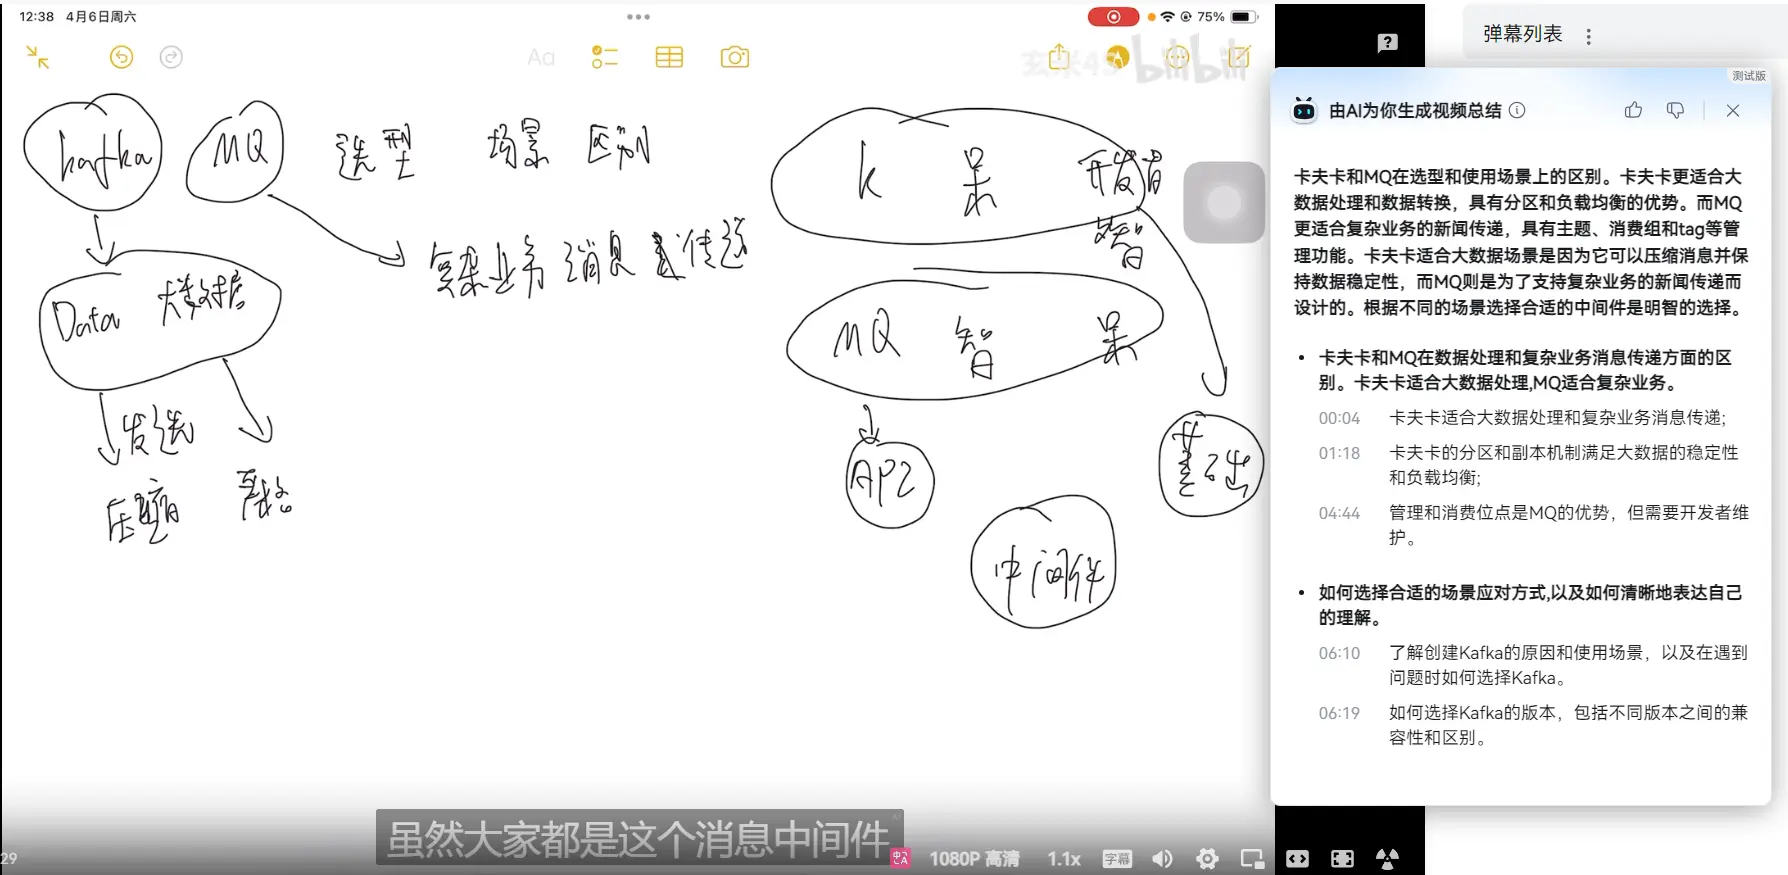 12:38 4月6日周六
75%
弹幕列表
Aa
bilibili
测试版
由AI为你生成视频总结
kafka MQ 选型 场景 区别
k 呆 开发者
智
复杂业务 消息 传递
Data 大数据
MQ 智 呆
发送
压缩
API
基础
中间件
卡夫卡和MQ在选型和使用场景上的区别。卡夫卡更适合大
数据处理和数据转换，具有分区和负载均衡的优势。而MQ
更适合复杂业务的新闻传递，具有主题、消费组和tag等管
理功能。卡夫卡适合大数据场景是因为它可以压缩消息并保
持数据稳定性，而MQ则是为了支持复杂业务的新闻传递而
设计的。根据不同的场景选择合适的中间件是明智的选择。
• 卡夫卡和MQ在数据处理和复杂业务消息传递方面的区
别。卡夫卡适合大数据处理,MQ适合复杂业务。
00:04 卡夫卡适合大数据处理和复杂业务消息传递;
01:18 卡夫卡的分区和副本机制满足大数据的稳定性
和负载均衡;
04:44 管理和消费位点是MQ的优势，但需要开发者维
护。
• 如何选择合适的场景应对方式,以及如何清晰地表达自己
的理解。
06:10 了解创建Kafka的原因和使用场景，以及在遇到
问题时如何选择Kafka。
06:19 如何选择Kafka的版本，包括不同版本之间的兼
容性和区别。
虽然大家都是这个消息中间件
29
1080P 高清 1.1x 字幕